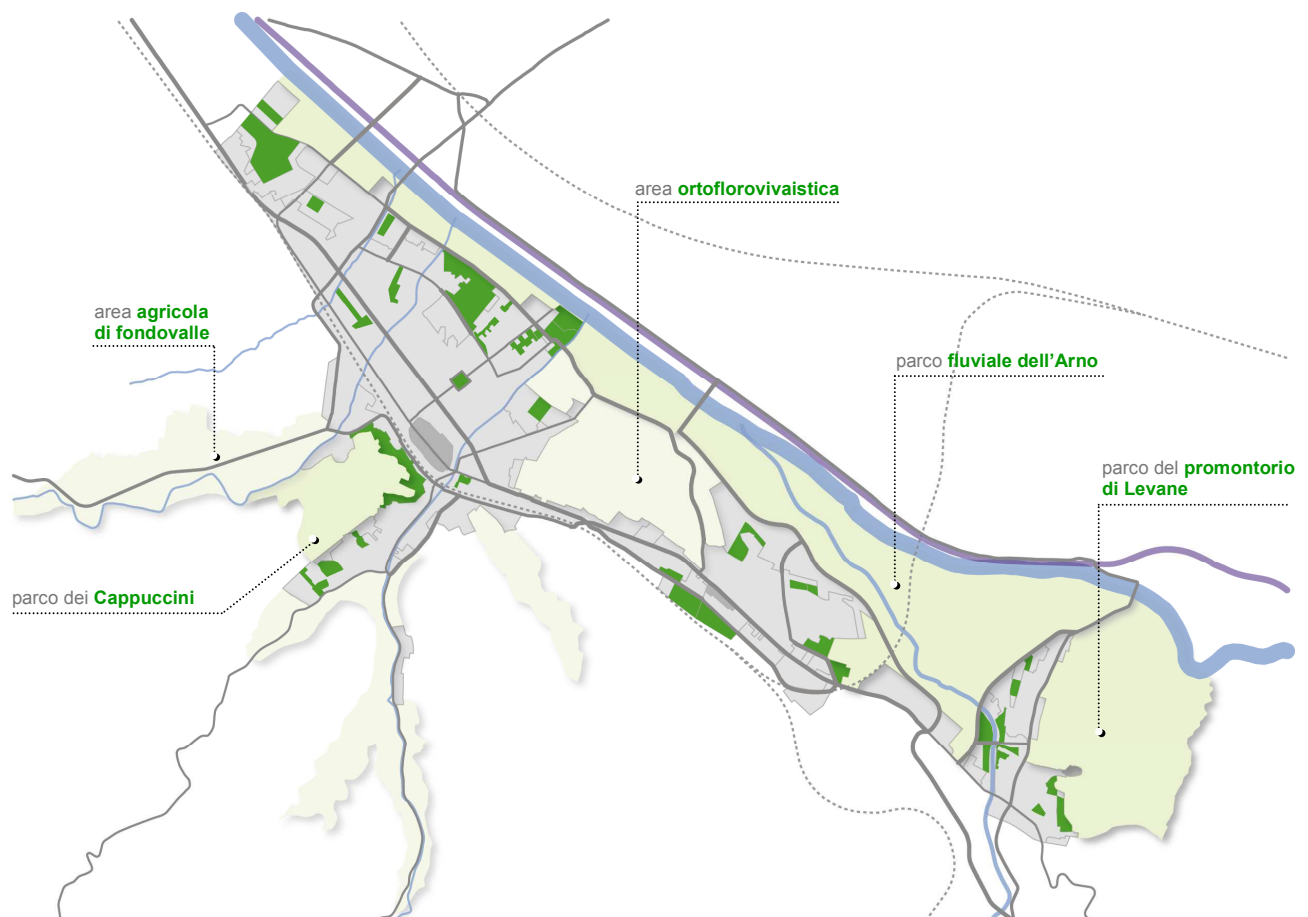 area ortoflorovivaistica
area agricola
di fondovalle
parco fluviale dell'Arno
parco del promontorio
di Levane
parco dei Cappuccini